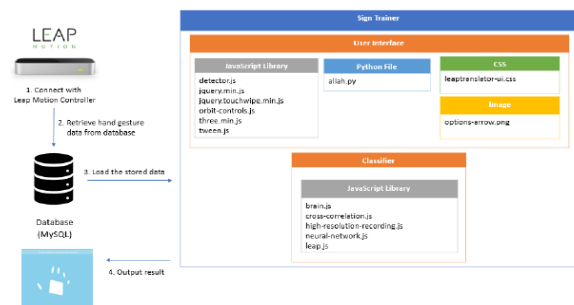 LEAP
MOTION
1. Connect with
Leap Motion Controller
2. Retrieve hand gesture
data from database
3. Load the stored data
Database
(MySQL)
4. Output result
Sign Trainer
User Interface
JavaScript Library
detector.js
jquery.min.js
jquery.touchwipe.min.js
orbit-controls.js
three.min.js
tween.js
Python File
aliah.py
CSS
leaptranslator-ui.css
Image
options-arrow.png
Classifier
JavaScript Library
brain.js
cross-correlation.js
high-resolution-recording.js
neural-network.js
leap.js